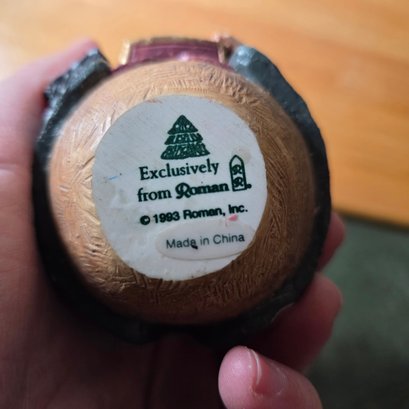 Exclusively
from Roman
© 1993 Roman, Inc.
Made in China